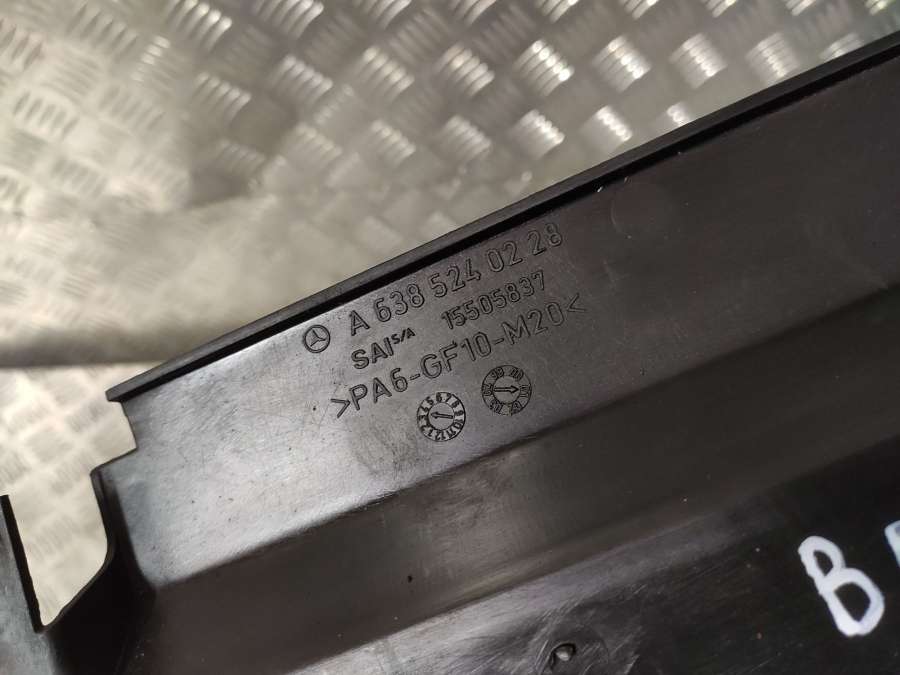 A 638 524 02 28
SAI S/A 15505837
>PA6-GF10-M20<
B